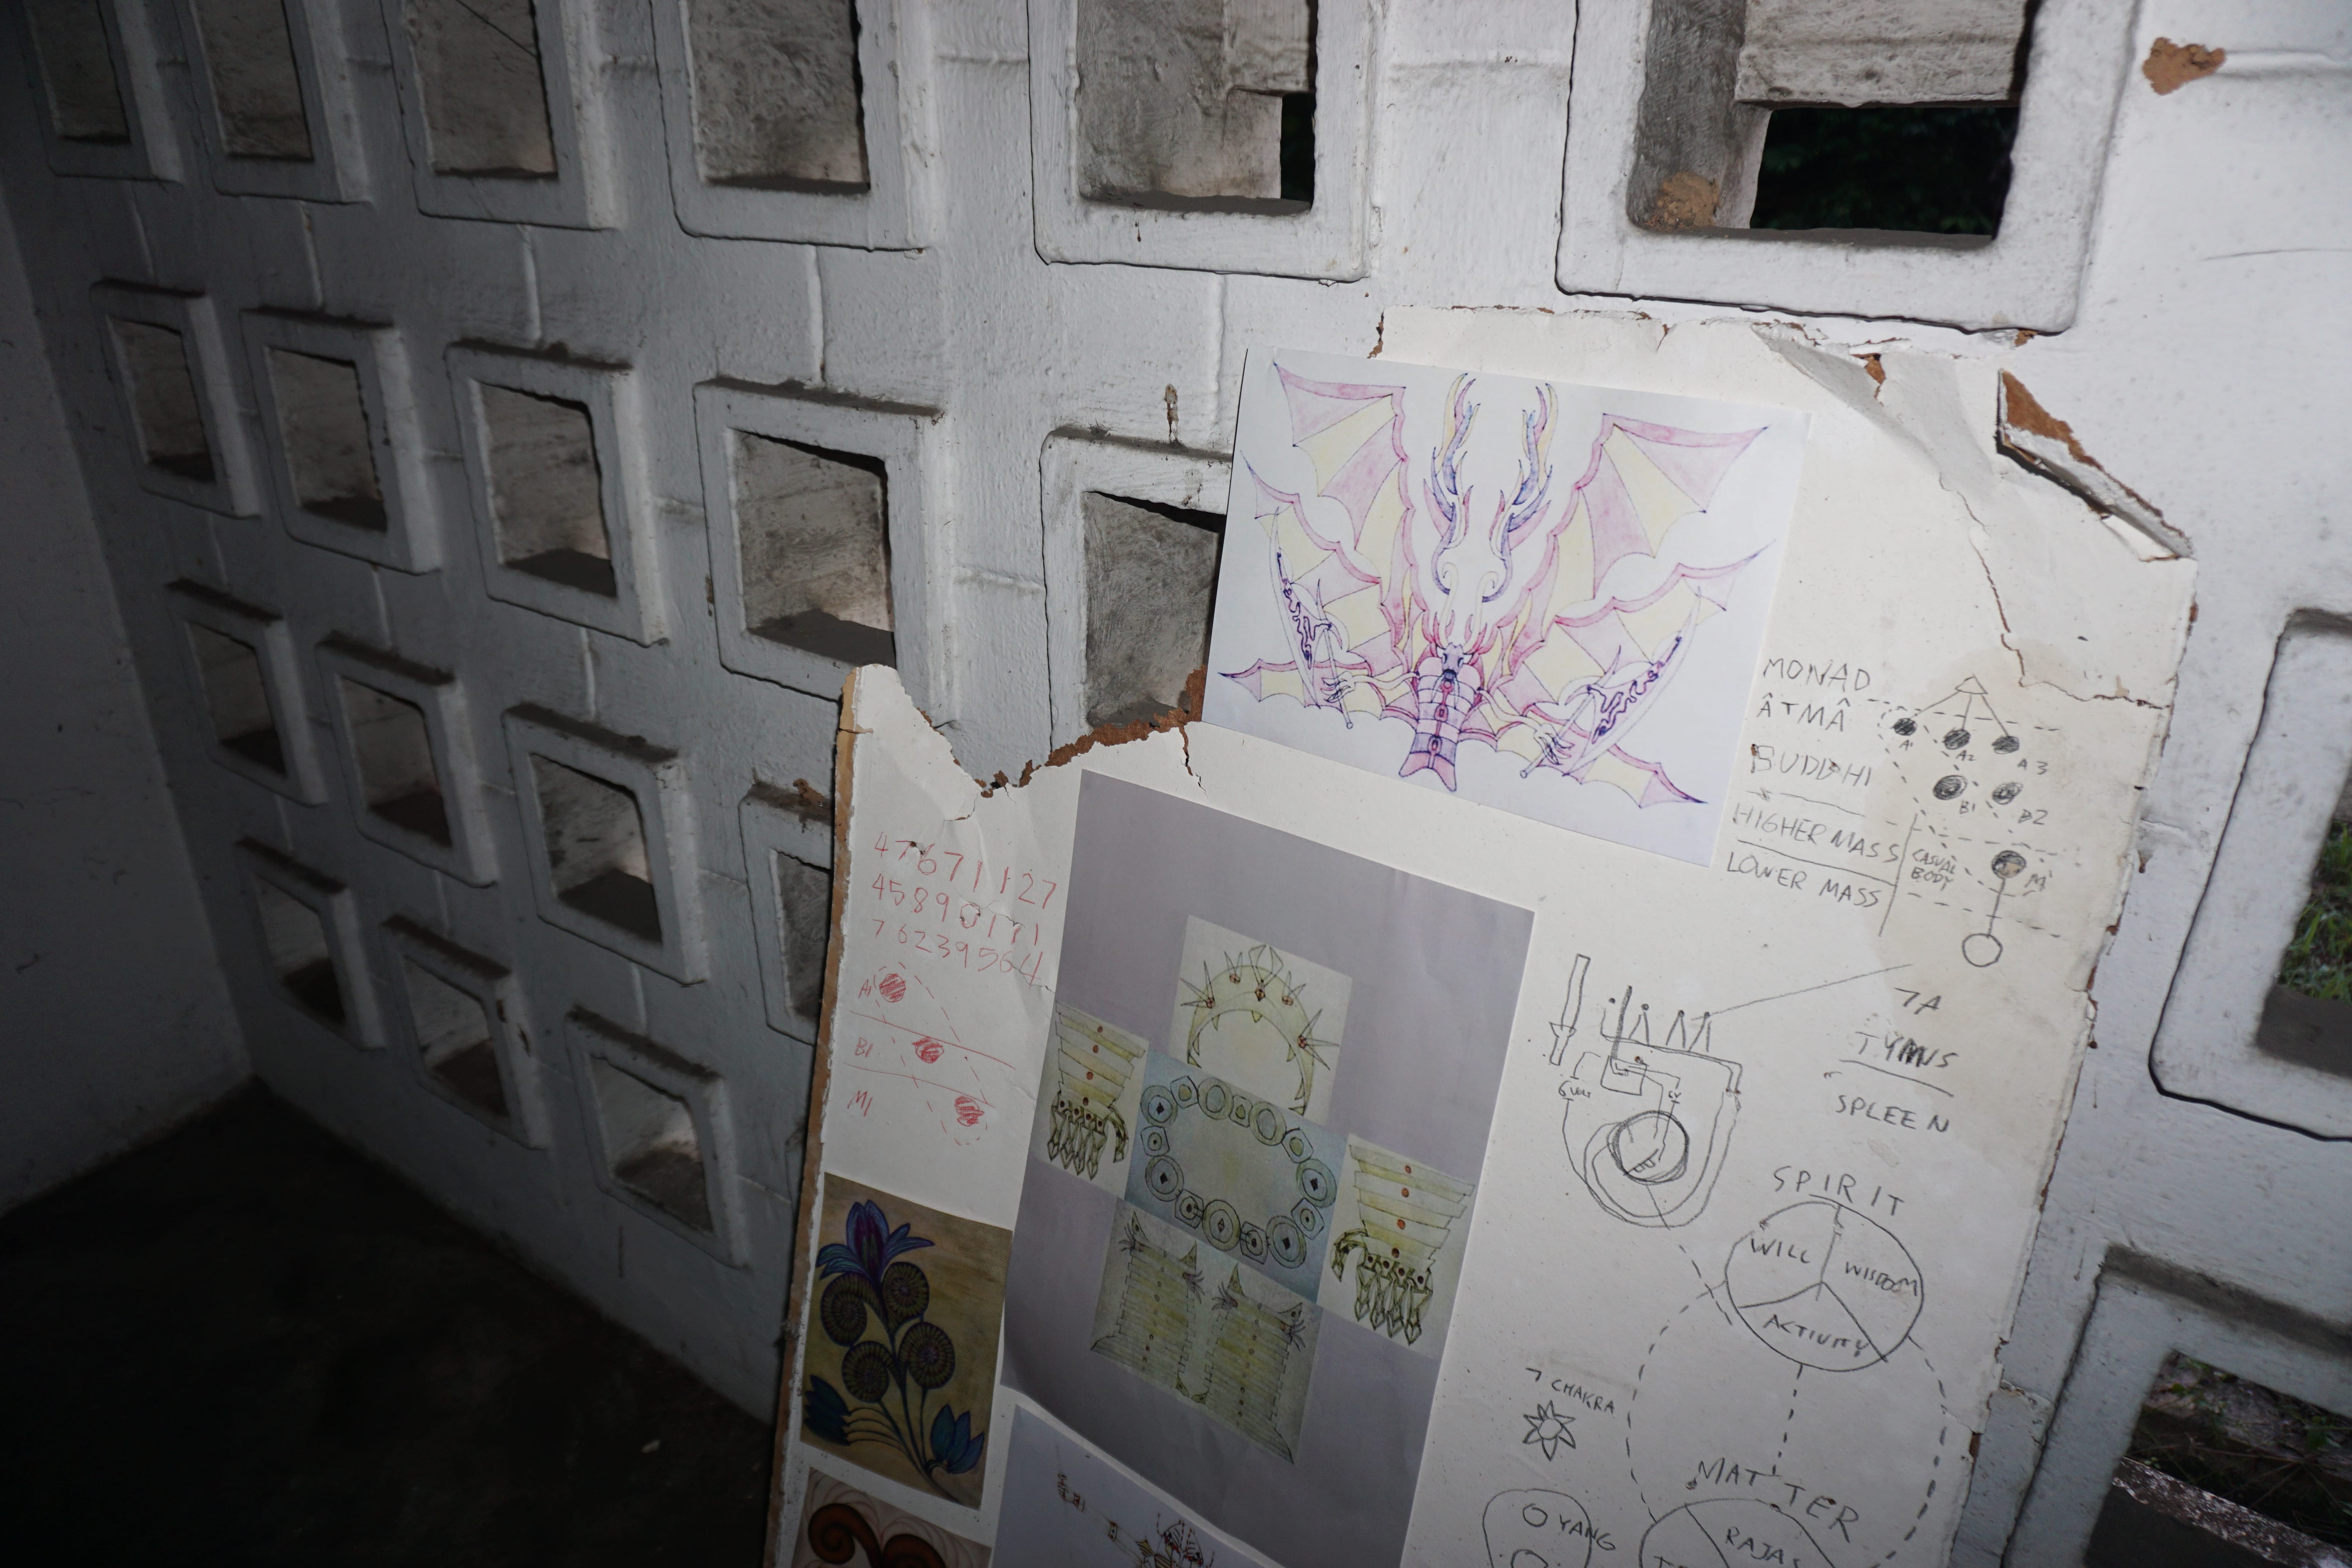 47671127
45890171
76239564
A1
B1
M1
MONAD
ÂTMÂ
BUDDHI
HIGHER MASS
LOWER MASS
CASUAL
BODY
A1
A2
A3
B1
B2
M1
7A
TYMNS
SPLEEN
SPIRIT
WILL
WISDOM
ACTIVITY
7 CHAKRA
MATTER
RAJAS
YANG